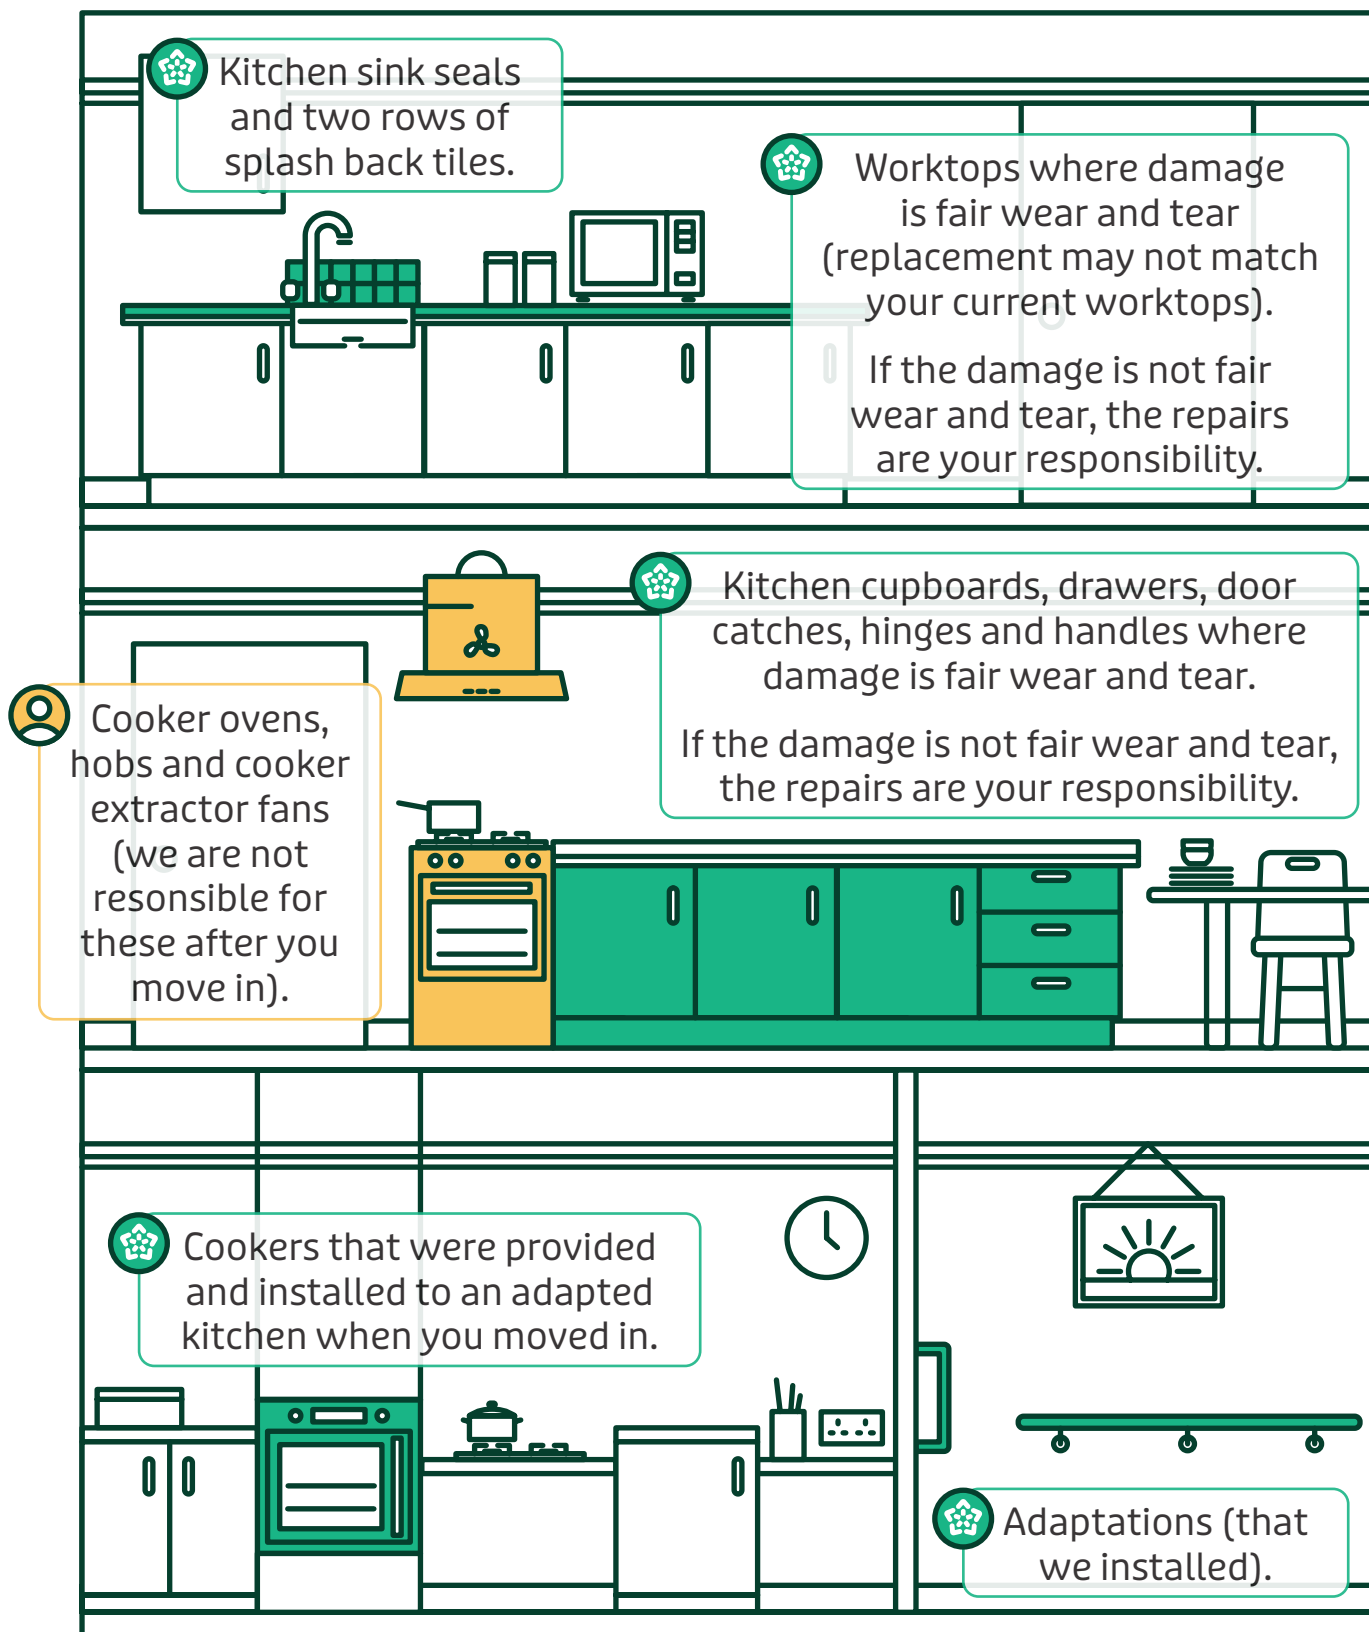 Kitchen sink seals
and two rows of
splash back tiles.
Worktops where damage
is fair wear and tear
(replacement may not match
your current worktops).
If the damage is not fair
wear and tear, the repairs
are your responsibility.
Kitchen cupboards, drawers, door
catches, hinges and handles where
damage is fair wear and tear.
If the damage is not fair wear and tear,
the repairs are your responsibility.
Cooker ovens,
hobs and cooker
extractor fans
(we are not
resonsible for
these after you
move in).
Cookers that were provided
and installed to an adapted
kitchen when you moved in.
Adaptations (that
we installed).